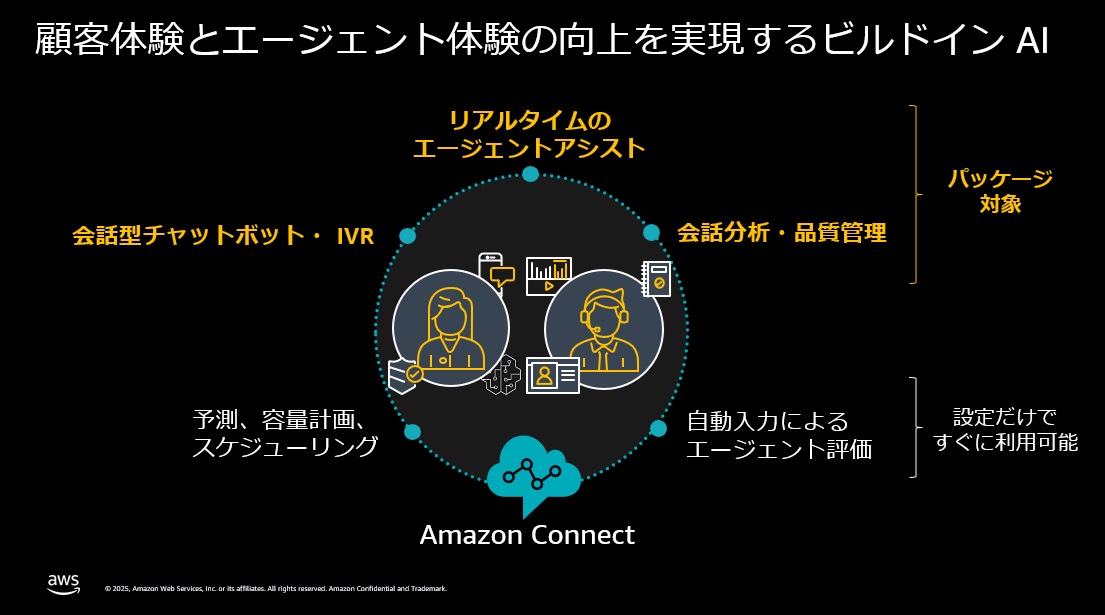 顧客体験とエージェント体験の向上を実現するビルドイン AI
リアルタイムの
エージェントアシスト
会話型チャットボット・ IVR
会話分析・品質管理
パッケージ
対象
予測、容量計画、
スケジューリング
自動入力による
エージェント評価
設定だけで
すぐに利用可能
Amazon Connect
aws
© 2025, Amazon Web Services, Inc. or its affiliates. All rights reserved. Amazon Confidential and Trademark.